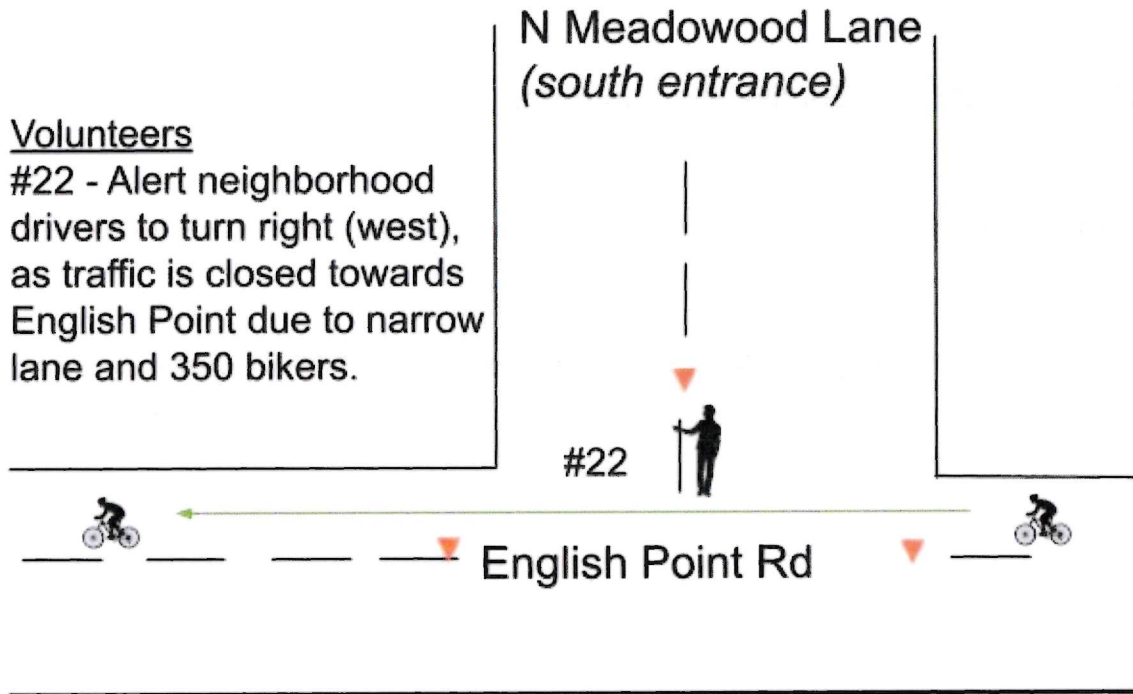 N Meadowood Lane
(south entrance)
Volunteers
#22 - Alert neighborhood
drivers to turn right (west),
as traffic is closed towards
English Point due to narrow
lane and 350 bikers.
#22
English Point Rd